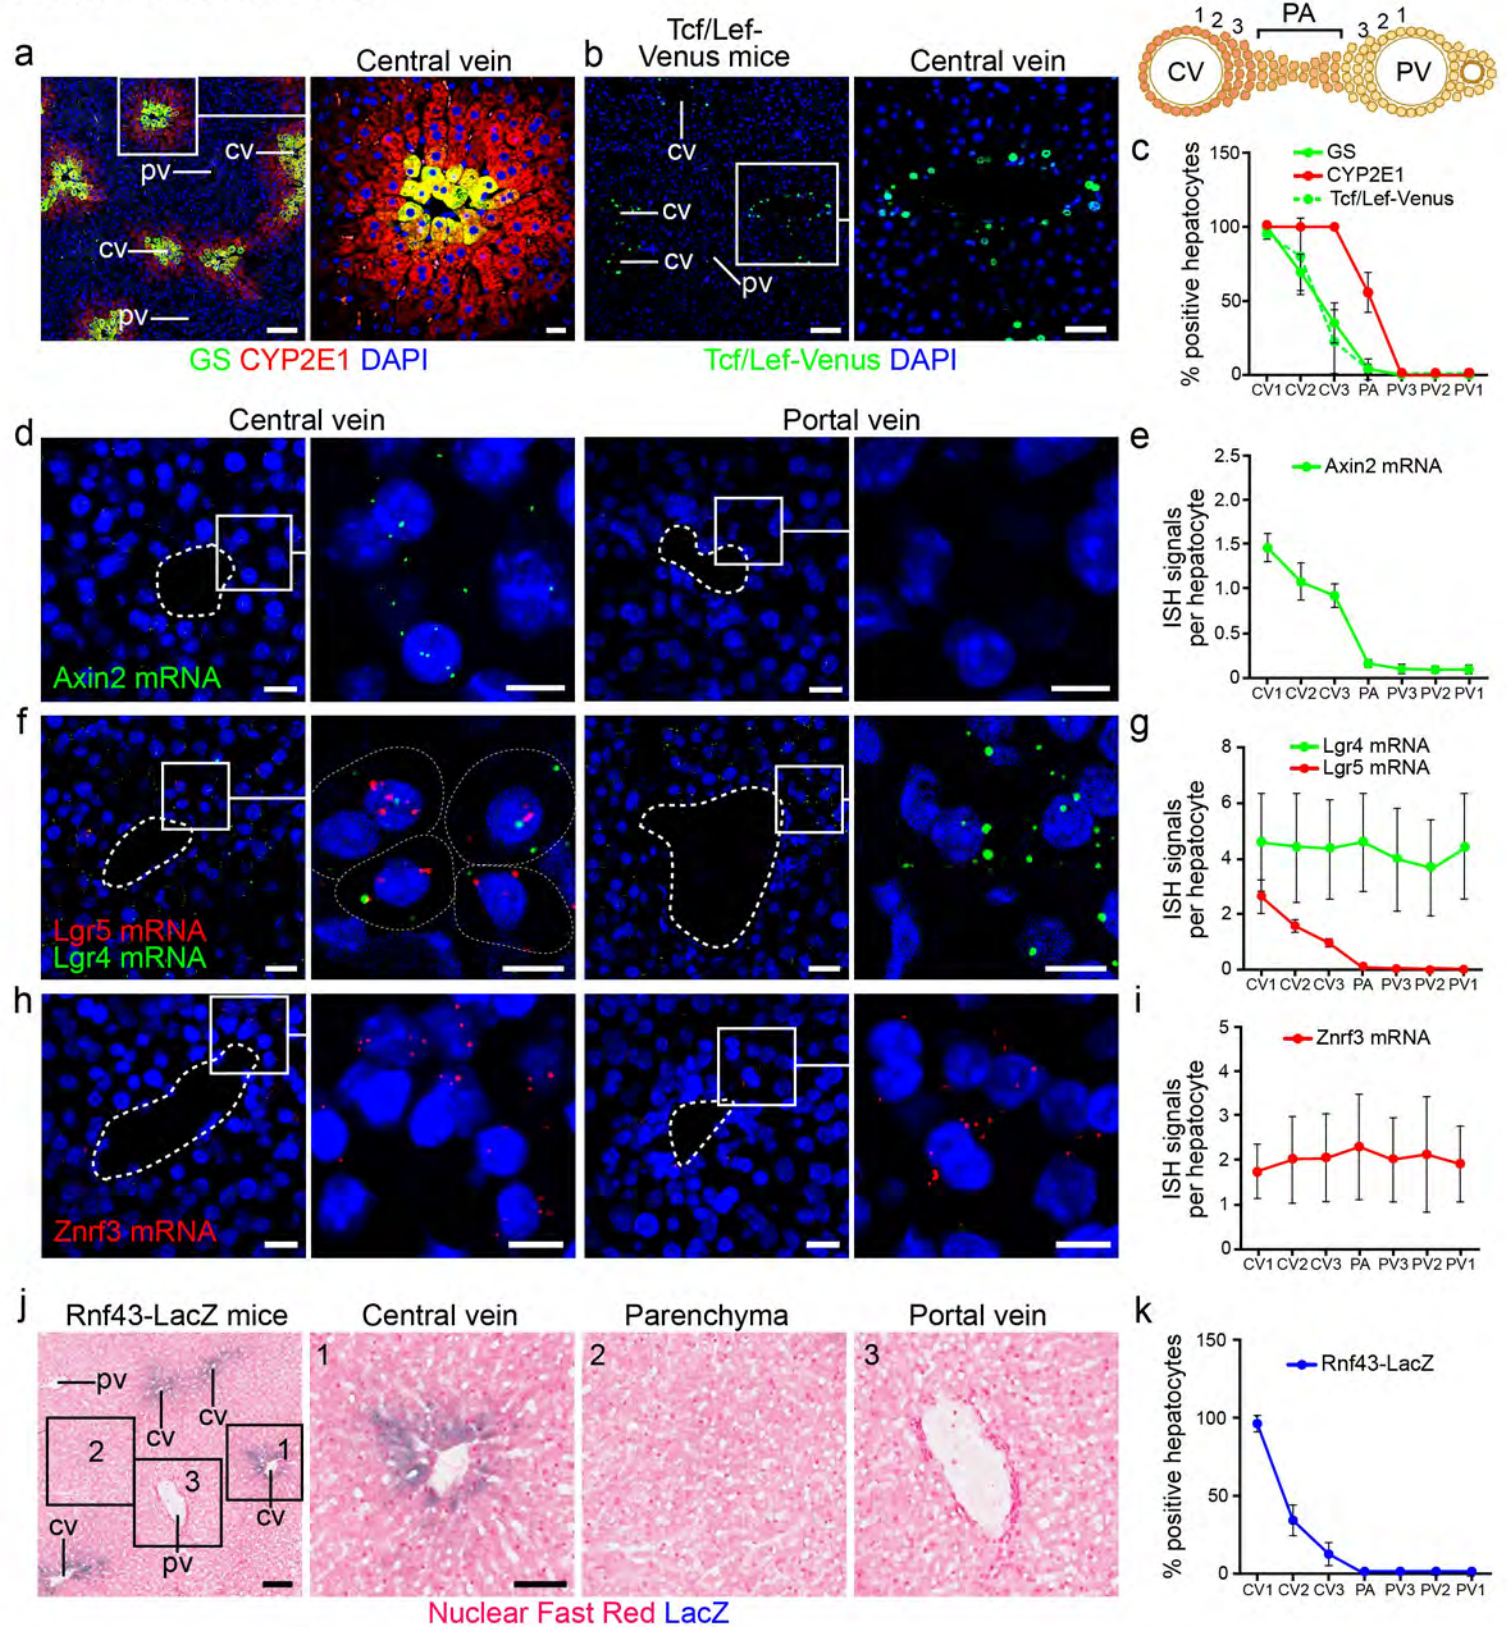 a
Central vein
cv
pv
cv
pv
GS CYP2E1 DAPI
b
Tcf/Lef-
Venus mice
Central vein
cv
cv
cv
pv
Tcf/Lef-Venus DAPI
1 2 3
PA
3 2 1
CV
PV
c
GS
CYP2E1
Tcf/Lef-Venus
% positive hepatocytes
150
100
50
0
CV1 CV2 CV3 PA PV3 PV2 PV1
d
Central vein
Portal vein
Axin2 mRNA
e
Axin2 mRNA
ISH signals
per hepatocyte
2.5
2.0
1.5
1.0
0.5
0
CV1 CV2 CV3 PA PV3 PV2 PV1
f
Lgr5 mRNA
Lgr4 mRNA
g
Lgr4 mRNA
Lgr5 mRNA
ISH signals
per hepatocyte
8
6
4
2
0
CV1 CV2 CV3 PA PV3 PV2 PV1
h
Znrf3 mRNA
i
Znrf3 mRNA
ISH signals
per hepatocyte
5
4
3
2
1
0
CV1 CV2 CV3 PA PV3 PV2 PV1
j
Rnf43-LacZ mice
Central vein
Parenchyma
Portal vein
pv
cv
cv
2
3
1
cv
cv
pv
1
2
3
Nuclear Fast Red LacZ
k
Rnf43-LacZ
% positive hepatocytes
150
100
50
0
CV1 CV2 CV3 PA PV3 PV2 PV1